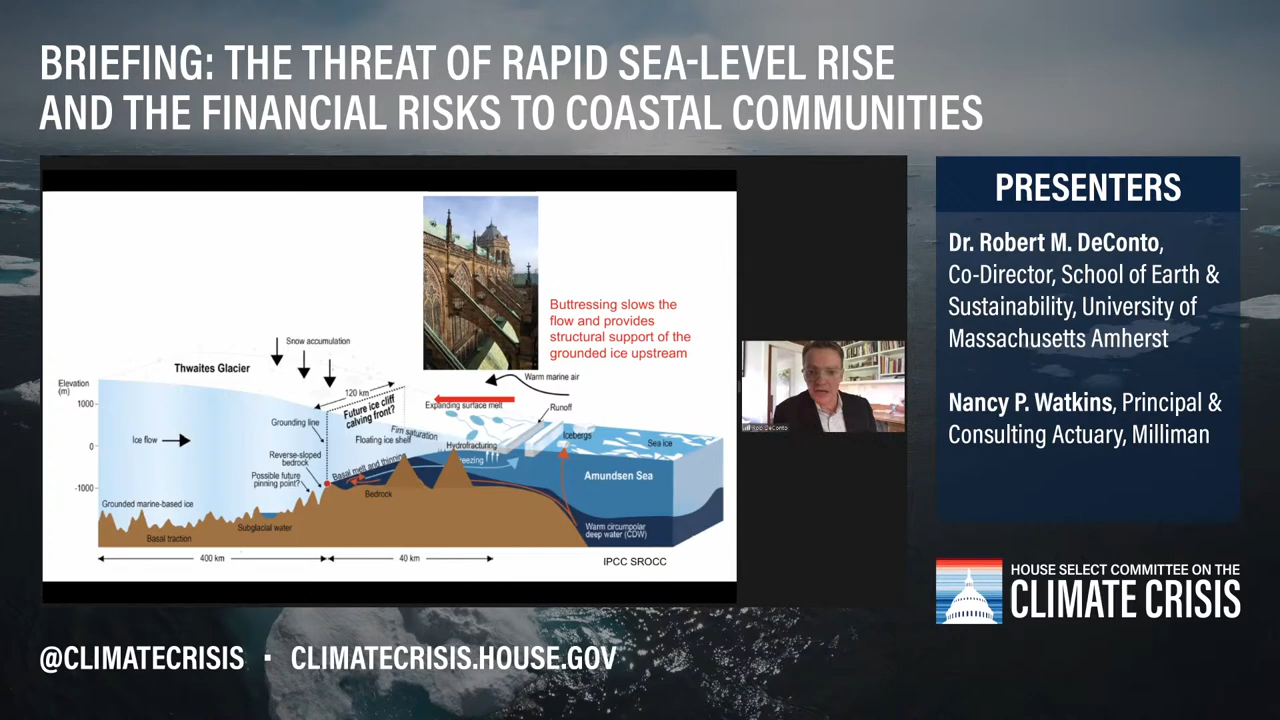 BRIEFING: THE THREAT OF RAPID SEA-LEVEL RISE
AND THE FINANCIAL RISKS TO COASTAL COMMUNITIES
Buttressing slows the
flow and provides
structural support of the
grounded ice upstream
Snow accumulation
Thwaites Glacier
Elevation
(m)
1000
0
-1000
120 km
Future ice cliff
calving front?
Warm marine air
Expanding surface melt
Runoff
Grounding line
Firn saturation
Floating ice shelf
Icebergs
Sea ice
Ice flow
Hydrofracturing
Reverse-sloped
bedrock
Basal melt and thinning
freezing
Possible future
pinning point?
Amundsen Sea
Bedrock
Grounded marine-based ice
Subglacial water
Basal traction
Warm circumpolar
deep water (CDW)
400 km
40 km
IPCC SROCC
Rob DeConto
PRESENTERS
Dr. Robert M. DeConto,
Co-Director, School of Earth &
Sustainability, University of
Massachusetts Amherst
Nancy P. Watkins, Principal &
Consulting Actuary, Milliman
HOUSE SELECT COMMITTEE ON THE
CLIMATE CRISIS
@CLIMATECRISIS · CLIMATECRISIS.HOUSE.GOV